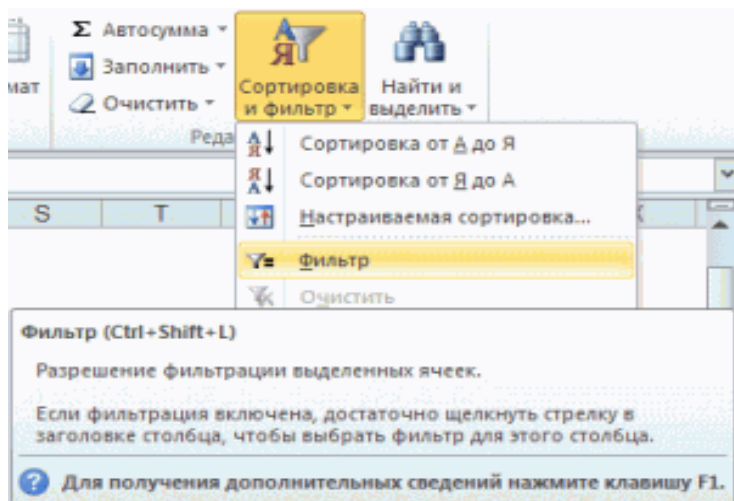 Σ Автосумма
Заполнить
Очистить
мат
Сортировка
и фильтр
Найти и
выделить
Реда
Сортировка от А до Я
Сортировка от Я до А
Настраиваемая сортировка...
Фильтр
Очистить
S T
Фильтр (Ctrl+Shift+L)
Разрешение фильтрации выделенных ячеек.
Если фильтрация включена, достаточно щелкнуть стрелку в
заголовке столбца, чтобы выбрать фильтр для этого столбца.
Для получения дополнительных сведений нажмите клавишу F1.